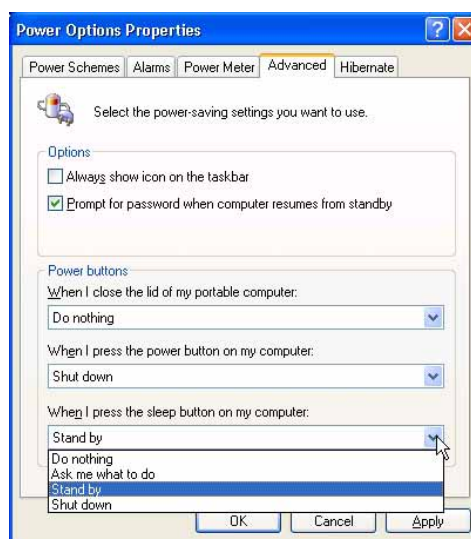 Power Options Properties
Power Schemes Alarms Power Meter Advanced Hibernate
Select the power-saving settings you want to use.
Options
Always show icon on the taskbar
Prompt for password when computer resumes from standby
Power buttons
When I close the lid of my portable computer:
Do nothing
When I press the power button on my computer:
Shut down
When I press the sleep button on my computer:
Stand by
Do nothing
Ask me what to do
Stand by
Shut down
OK Cancel Apply